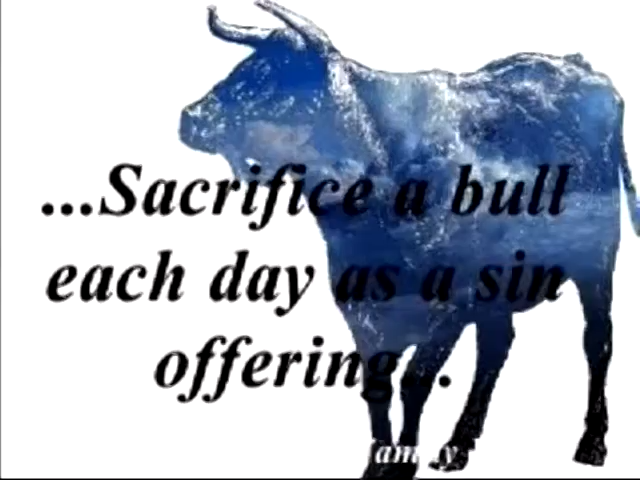 ...Sacrifice a bull
each day as a sin
offering...